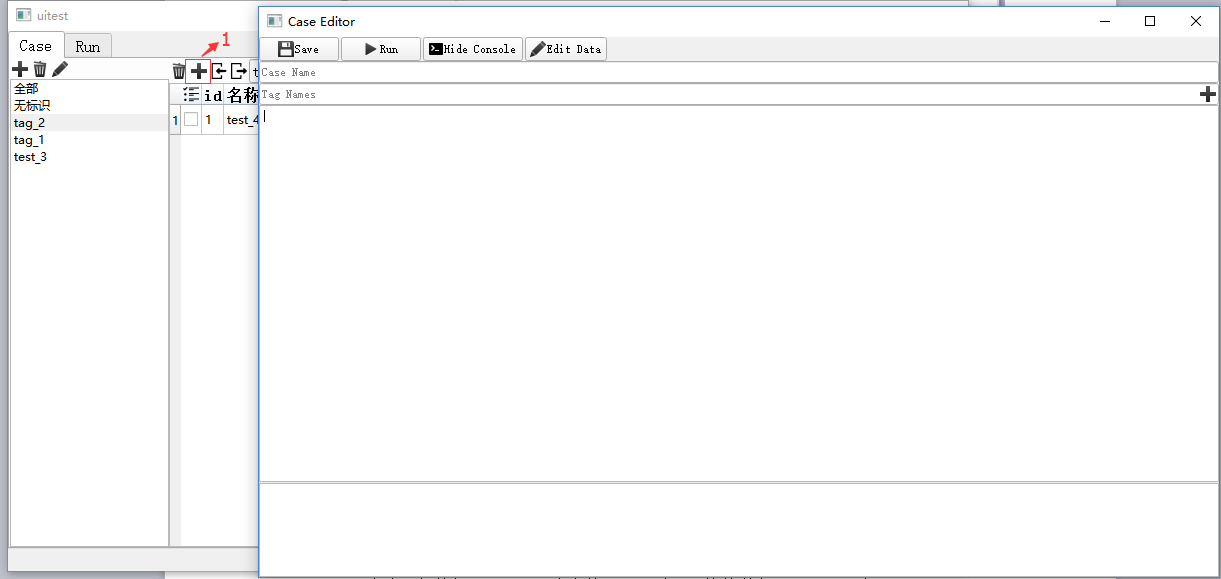 uitest
Case Run
全部
无标识
tag_2
tag_1
test_3
1
id 名称
1 1 test_4
Case Editor
Save Run Hide Console Edit Data
Case Name
Tag Names